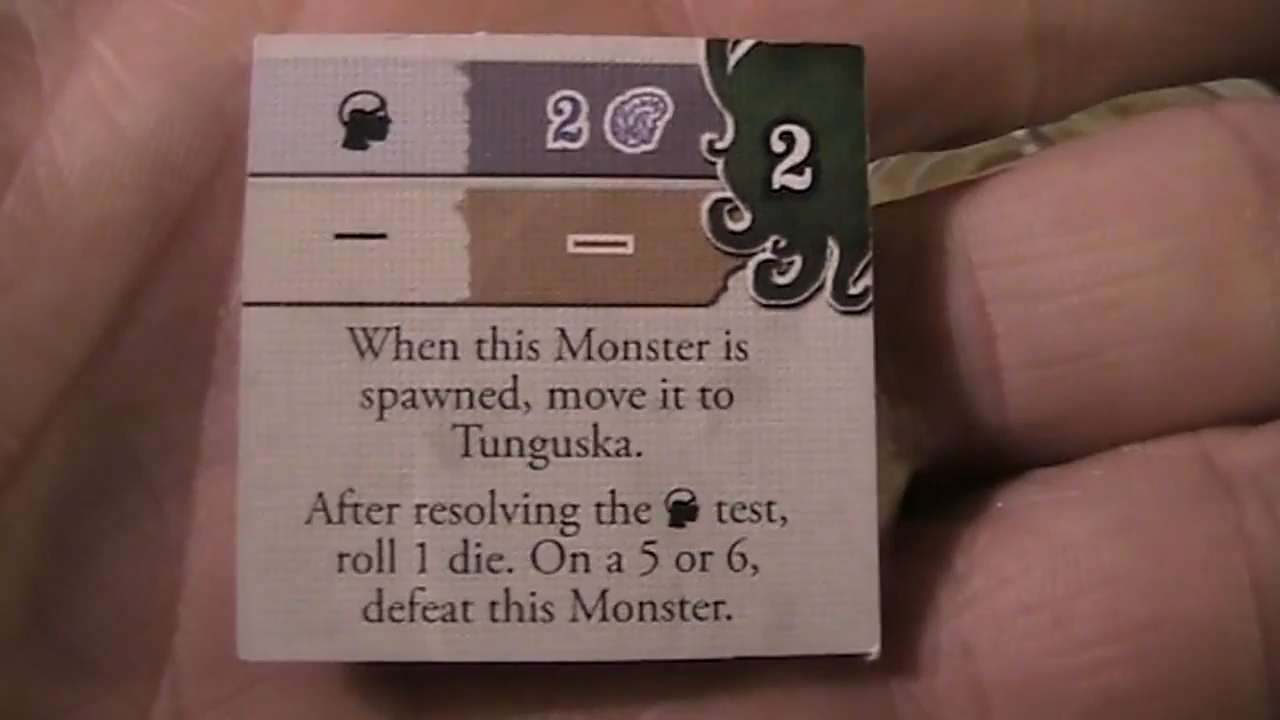 2
2
When this Monster is
spawned, move it to
Tunguska.
After resolving the test,
roll 1 die. On a 5 or 6,
defeat this Monster.